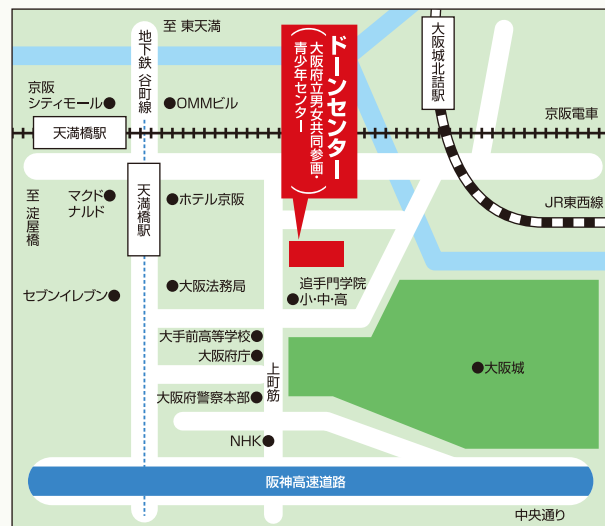 至 東天満
地下鉄 谷町線
ドーンセンター
（大阪府立男女共同参画・
青少年センター）
大阪城北詰駅
京阪
シティモール
OMMビル
京阪電車
天満橋駅
至 淀屋橋
マクド
ナルド
天満橋駅
ホテル京阪
JR東西線
セブンイレブン
大阪法務局
追手門学院
小・中・高
大手前高等学校
大阪府庁
上町筋
大阪城
大阪府警察本部
NHK
阪神高速道路
中央通り